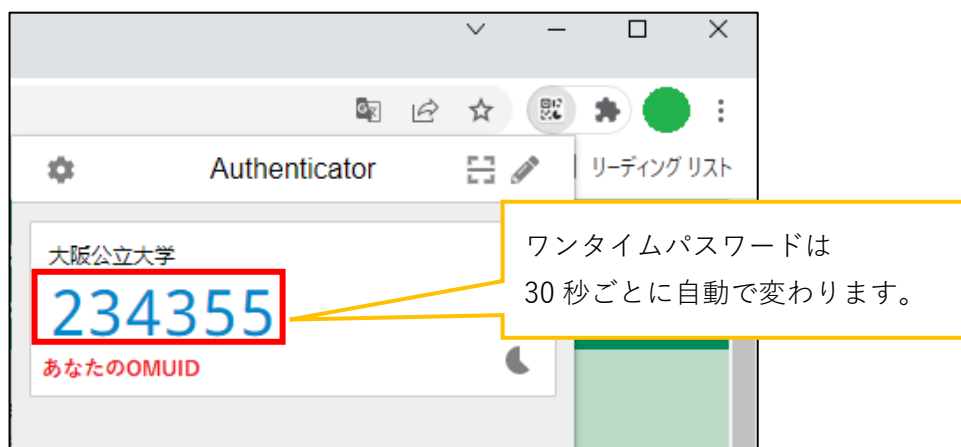 Authenticator
リーディング リスト
大阪公立大学
234355
あなたのOMUID
ワンタイムパスワードは
30 秒ごとに自動で変わります。